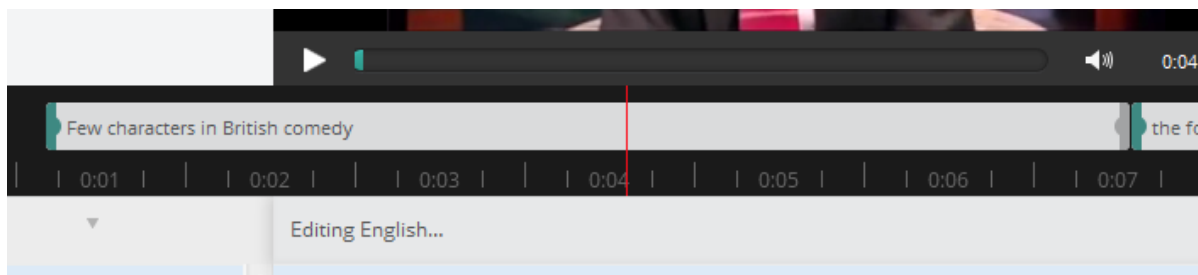 0:04
Few characters in British comedy
the fo
0:01 0:02 0:03 0:04 0:05 0:06 0:07
Editing English...